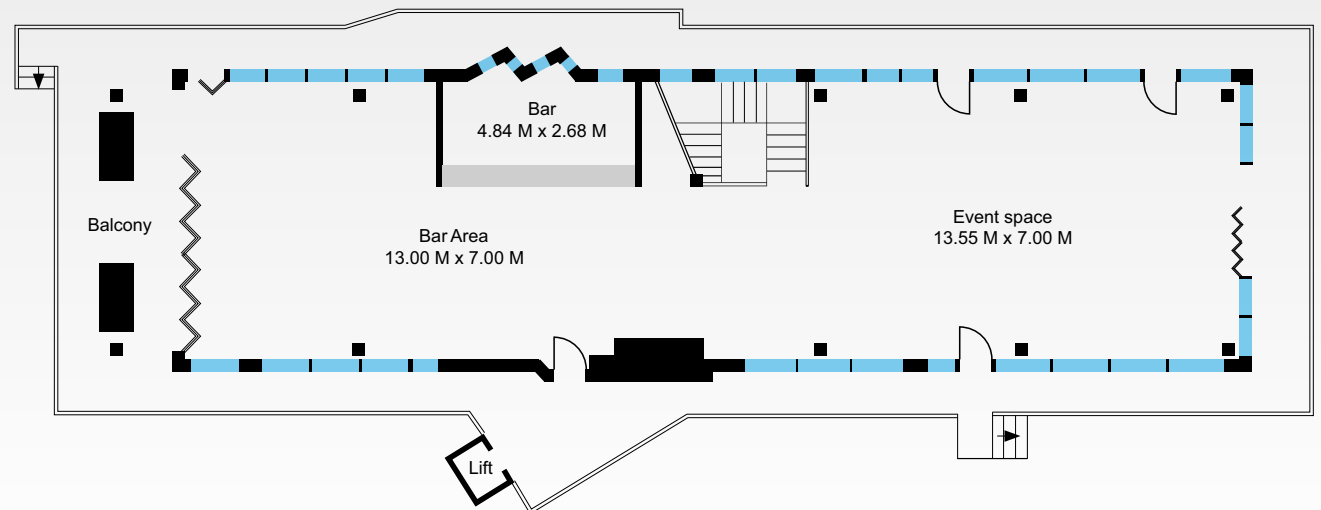 Bar
4.84 M x 2.68 M
Balcony
Bar Area
13.00 M x 7.00 M
Event space
13.55 M x 7.00 M
Lift